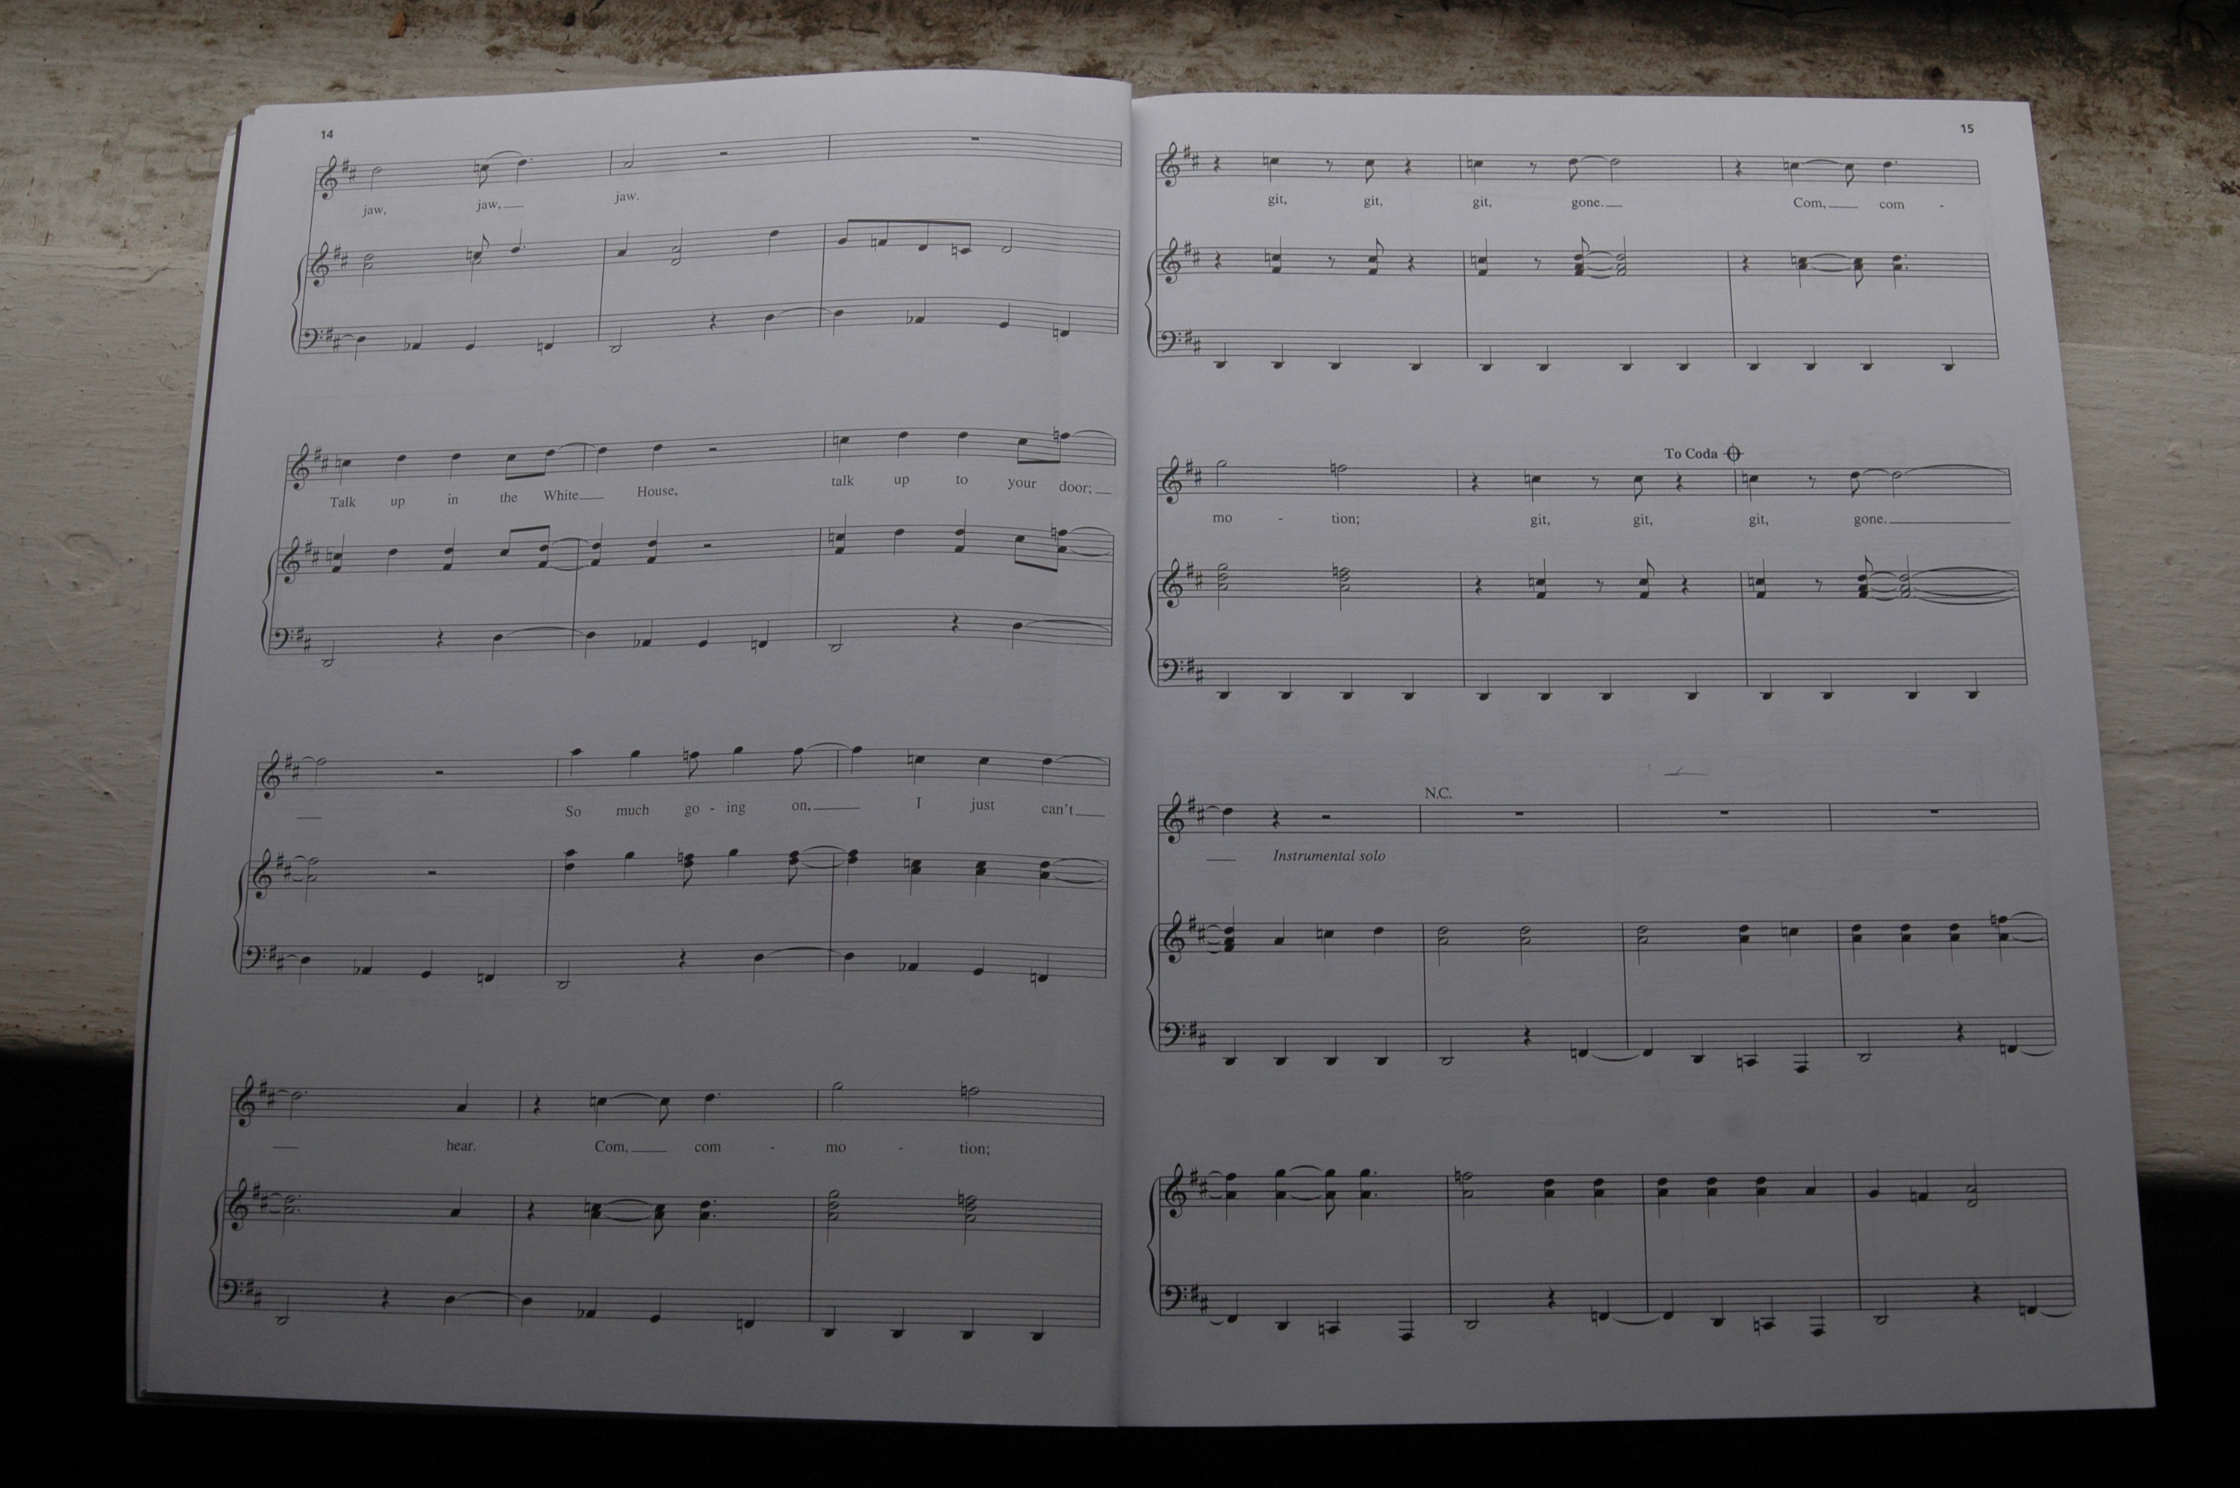 14
jaw, jaw, jaw.
Talk up in the White House, talk up to your door;
So much go - ing on, I just can't
hear. Com, com - mo - tion;
15
git, git, git, gone. Com, com -
To Coda
mo - tion; git, git, git, gone.
N.C.
Instrumental solo